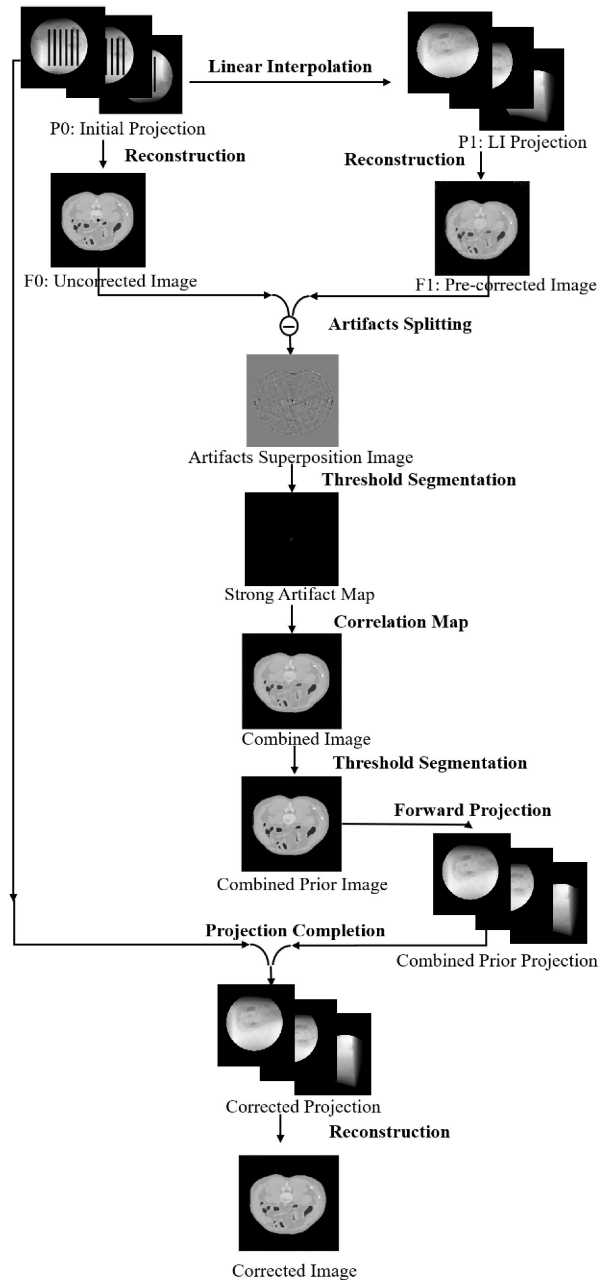 Linear Interpolation
P0: Initial Projection
P1: LI Projection
Reconstruction
Reconstruction
F0: Uncorrected Image
F1: Pre-corrected Image
Artifacts Splitting
Artifacts Superposition Image
Threshold Segmentation
Strong Artifact Map
Correlation Map
Combined Image
Threshold Segmentation
Forward Projection
Combined Prior Image
Projection Completion
Combined Prior Projection
Corrected Projection
Reconstruction
Corrected Image